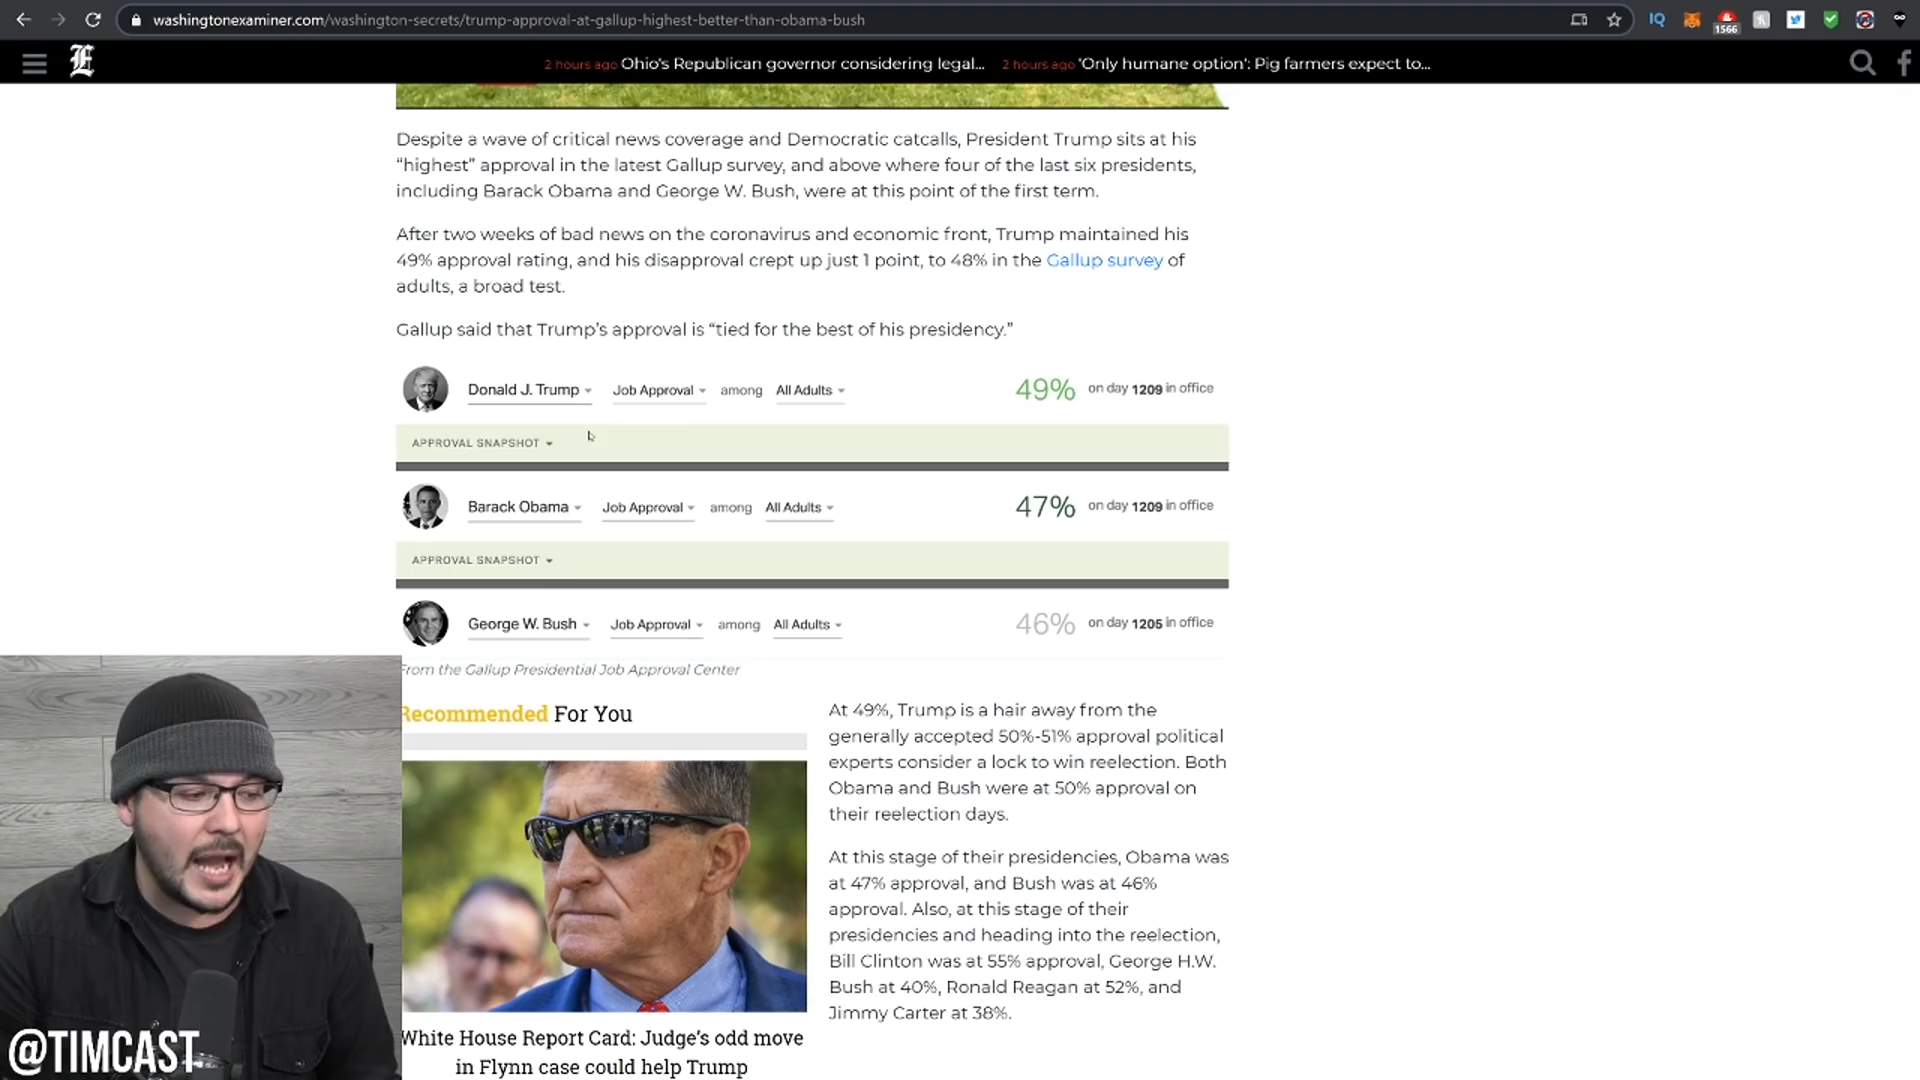 washingtonexaminer.com/washington-secrets/trump-approval-at-gallup-highest-better-than-obama-bush
1566
2 hours ago Ohio's Republican governor considering legal... 2 hours ago 'Only humane option': Pig farmers expect to...
Despite a wave of critical news coverage and Democratic catcalls, President Trump sits at his
“highest” approval in the latest Gallup survey, and above where four of the last six presidents,
including Barack Obama and George W. Bush, were at this point of the first term.
After two weeks of bad news on the coronavirus and economic front, Trump maintained his
49% approval rating, and his disapproval crept up just 1 point, to 48% in the Gallup survey of
adults, a broad test.
Gallup said that Trump’s approval is “tied for the best of his presidency.”
Donald J. Trump Job Approval among All Adults 49% on day 1209 in office
APPROVAL SNAPSHOT
Barack Obama Job Approval among All Adults 47% on day 1209 in office
APPROVAL SNAPSHOT
George W. Bush Job Approval among All Adults 46% on day 1205 in office
From the Gallup Presidential Job Approval Center
Recommended For You
White House Report Card: Judge’s odd move
in Flynn case could help Trump
At 49%, Trump is a hair away from the
generally accepted 50%-51% approval political
experts consider a lock to win reelection. Both
Obama and Bush were at 50% approval on
their reelection days.
At this stage of their presidencies, Obama was
at 47% approval, and Bush was at 46%
approval. Also, at this stage of their
presidencies and heading into the reelection,
Bill Clinton was at 55% approval, George H.W.
Bush at 40%, Ronald Reagan at 52%, and
Jimmy Carter at 38%.
@TIMCAST